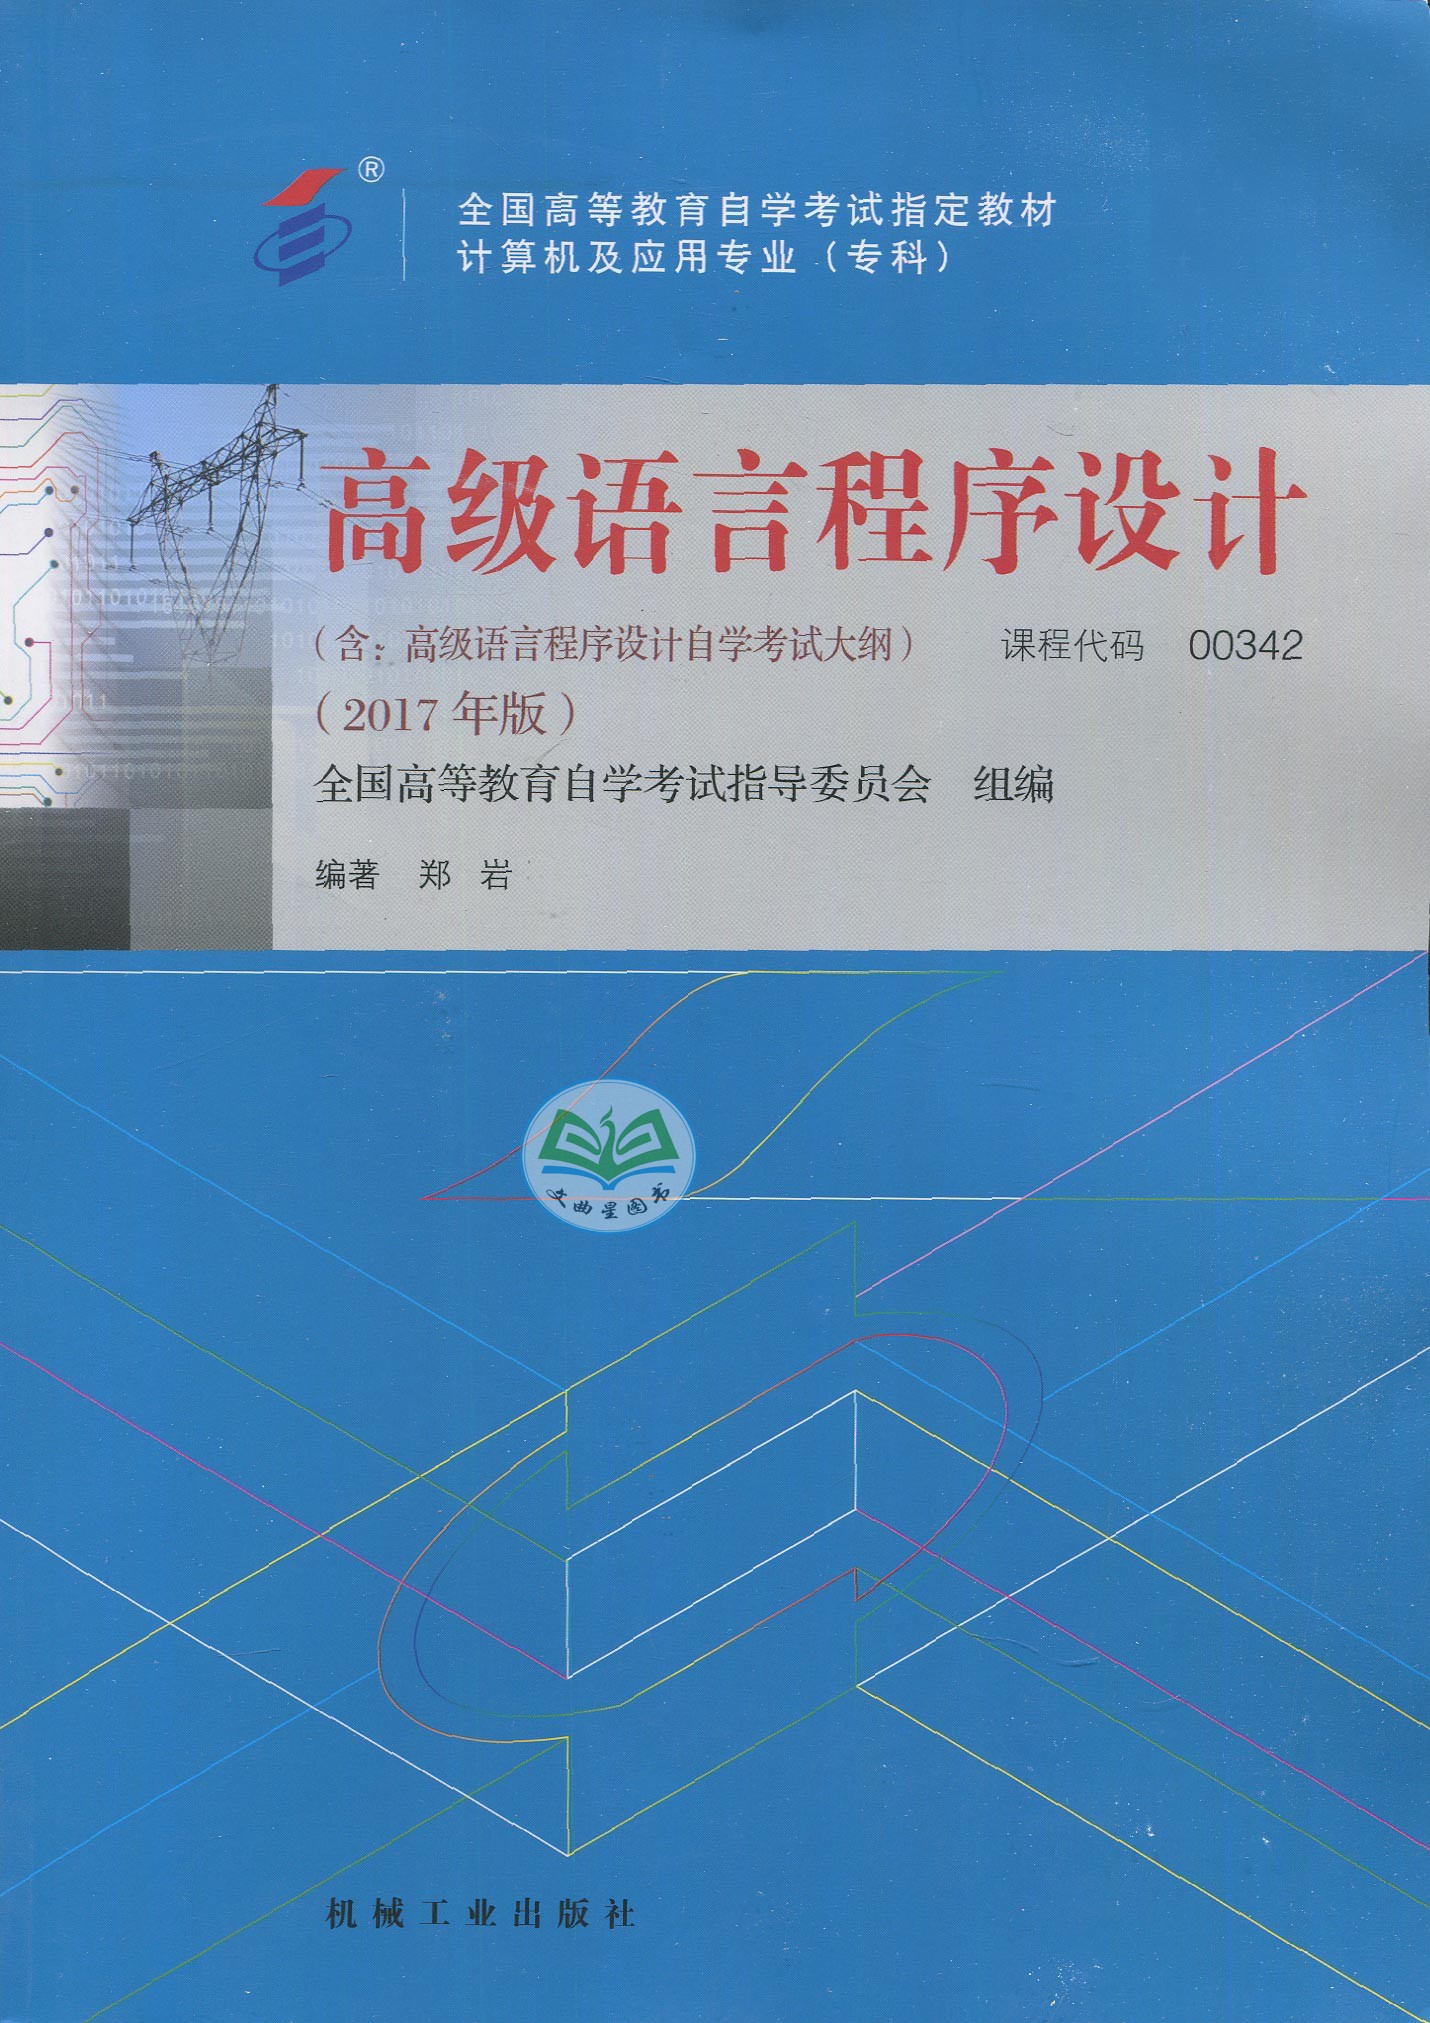 ®
全国高等教育自学考试指定教材
计算机及应用专业（专科）
高级语言程序设计
（含：高级语言程序设计自学考试大纲） 课程代码 00342
（2017年版）
全国高等教育自学考试指导委员会 组编
编著 郑 岩
文曲星图书
机械工业出版社